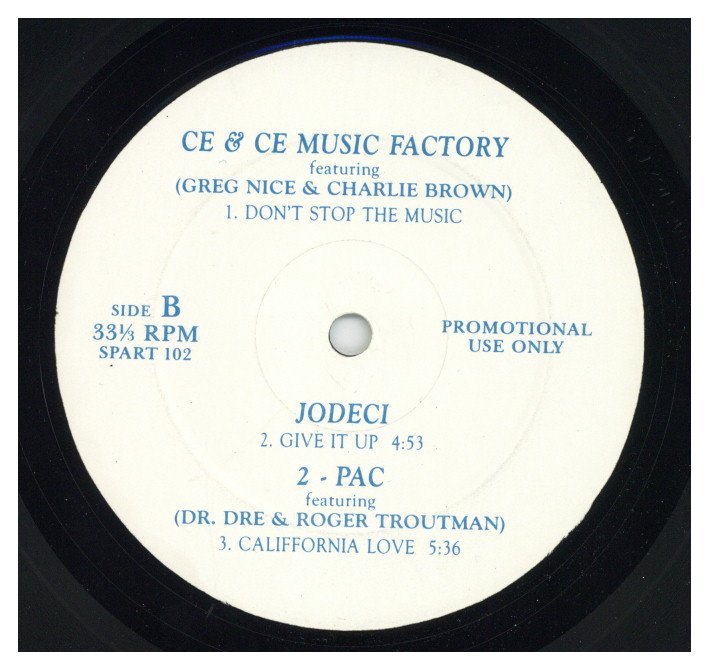 CE & CE MUSIC FACTORY
featuring
(GREG NICE & CHARLIE BROWN)
1. DON'T STOP THE MUSIC
SIDE B
33⅓ RPM
SPART 102
PROMOTIONAL
USE ONLY
JODECI
2. GIVE IT UP 4:53
2 - PAC
featuring
(DR. DRE & ROGER TROUTMAN)
3. CALIFFORNIA LOVE 5:36